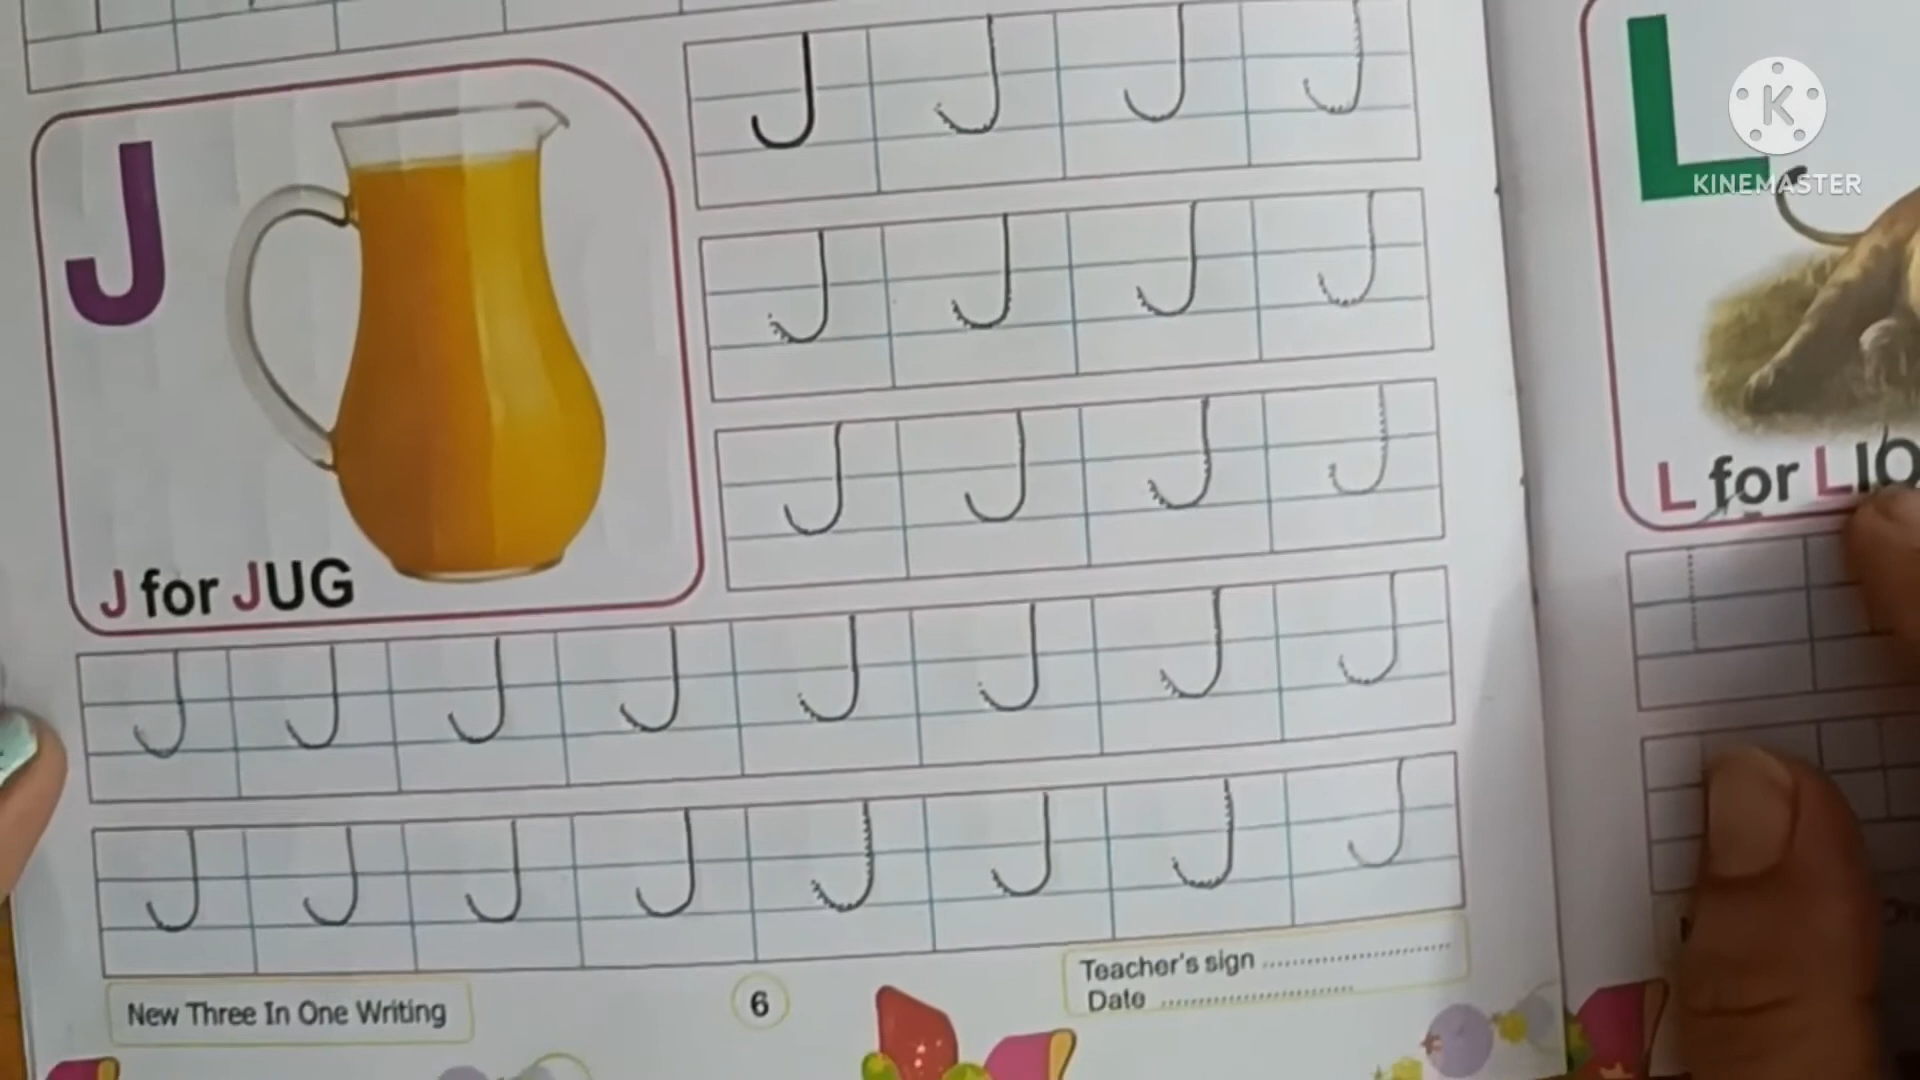 J
J J J J
J J J J
J J J J
J for JUG
J J J J J J J J
J J J J J J J J
New Three In One Writing
6
Teacher's sign
Date
L
KINEMASTER
L for LIO